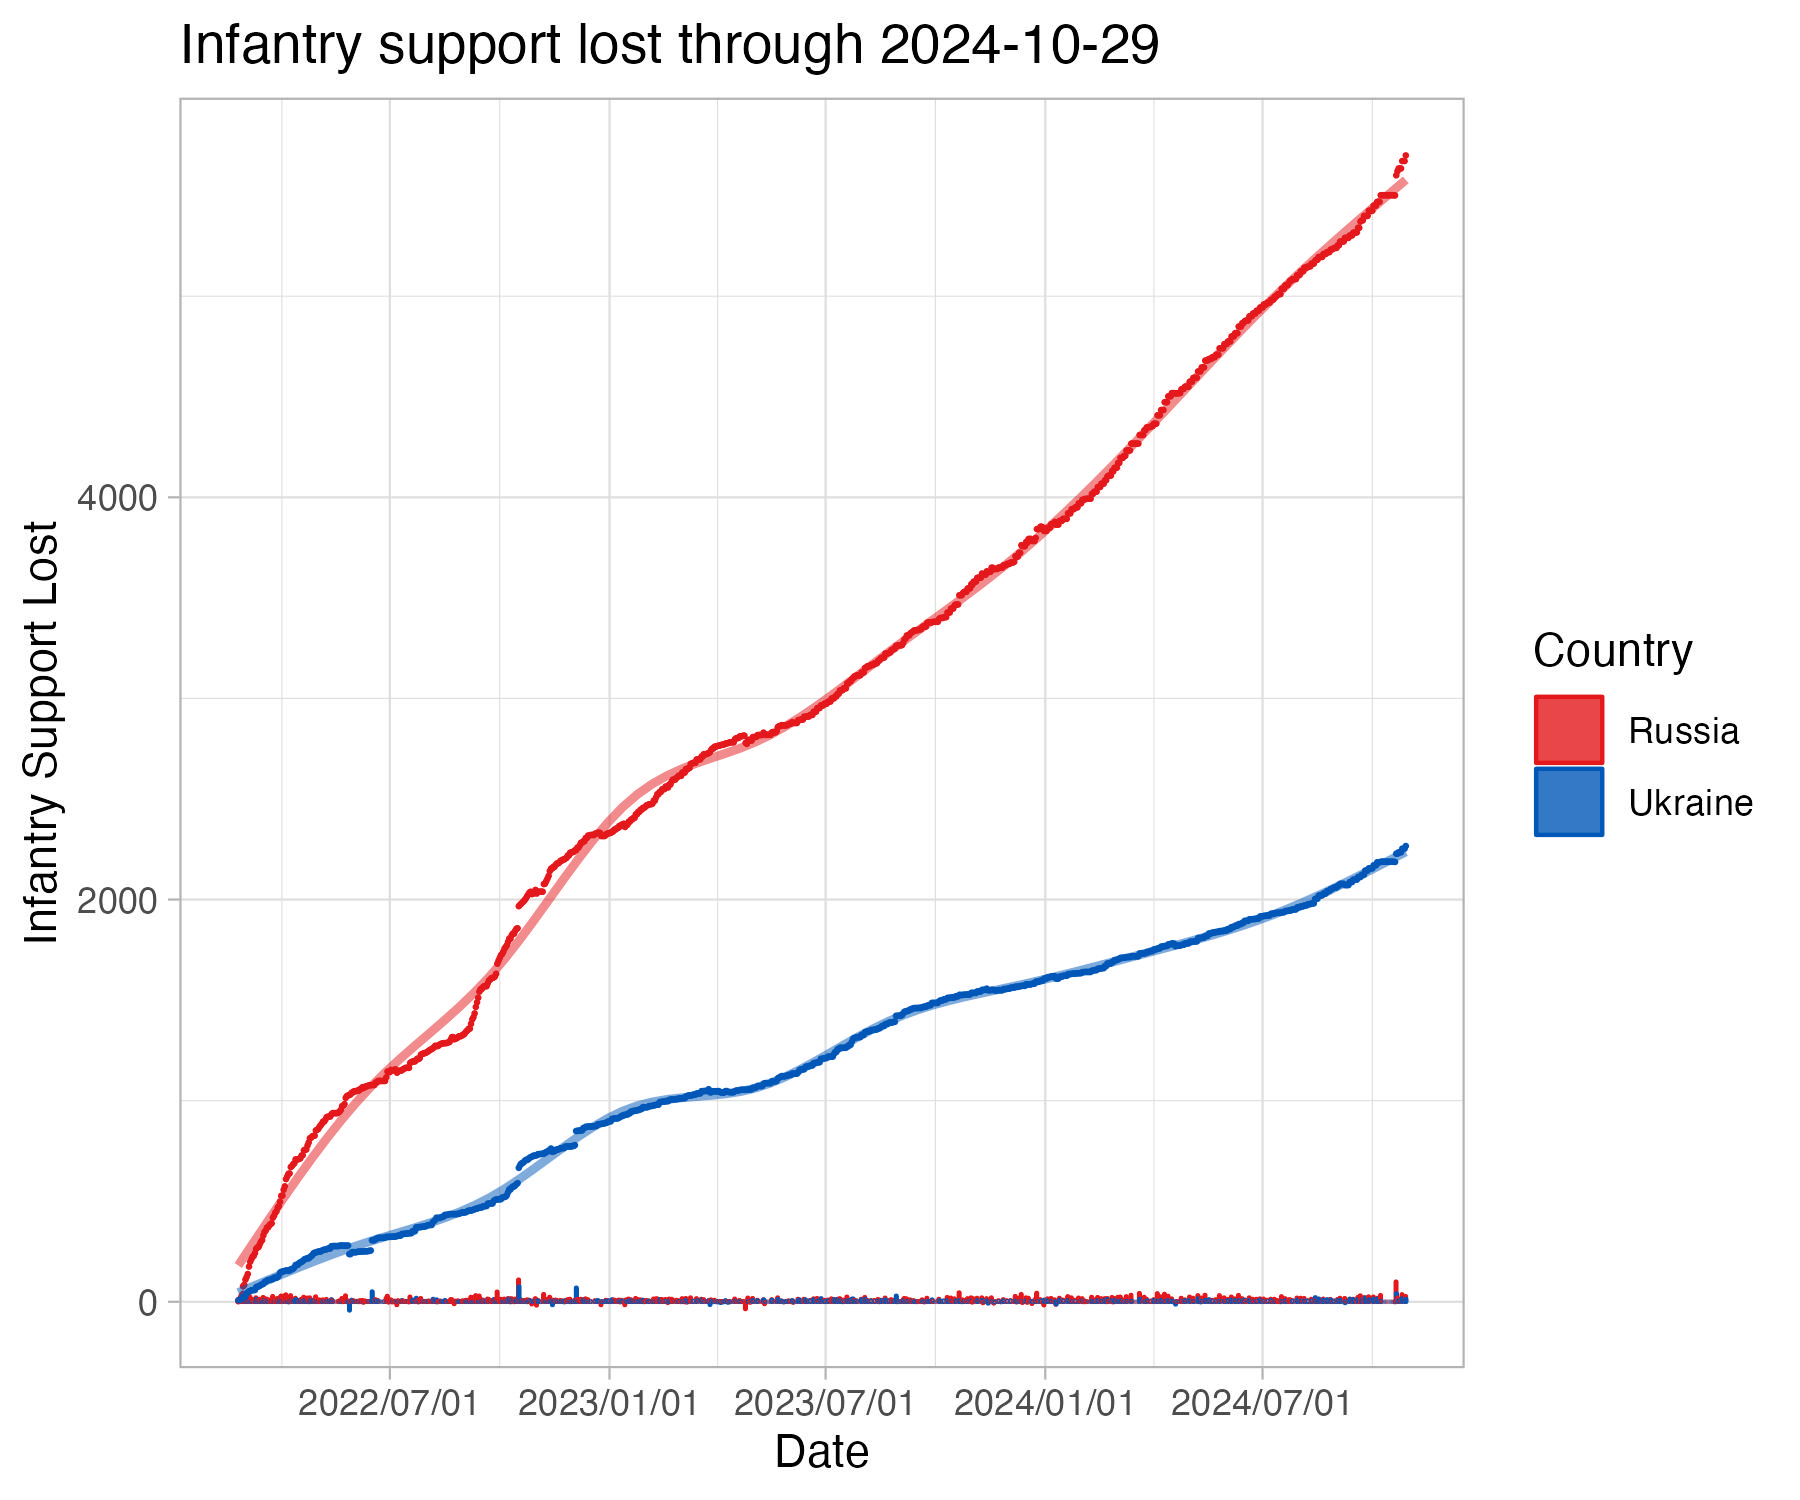 Infantry support lost through 2024-10-29
Infantry Support Lost
4000
2000
0
2022/07/01 2023/01/01 2023/07/01 2024/01/01 2024/07/01
Date
Country
Russia
Ukraine